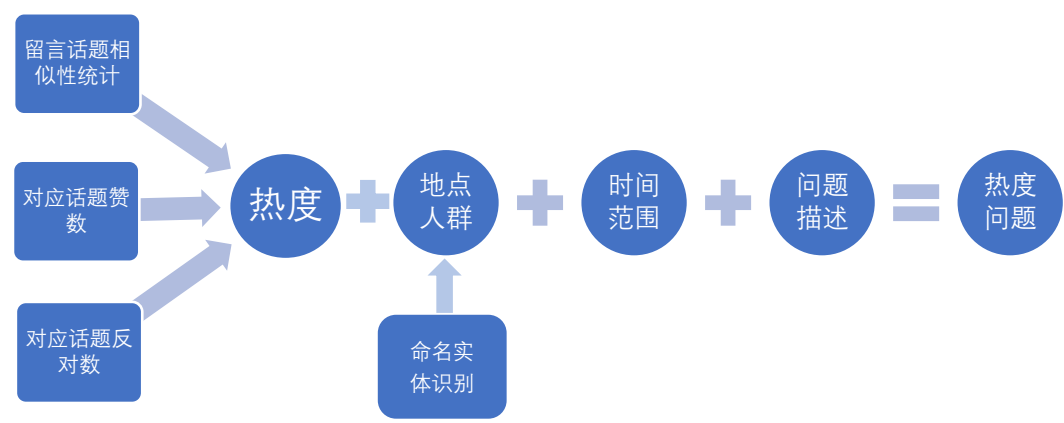 留言话题相
似性统计
对应话题赞
数
对应话题反
对数
热度
地点
人群
命名实
体识别
时间
范围
问题
描述
热度
问题